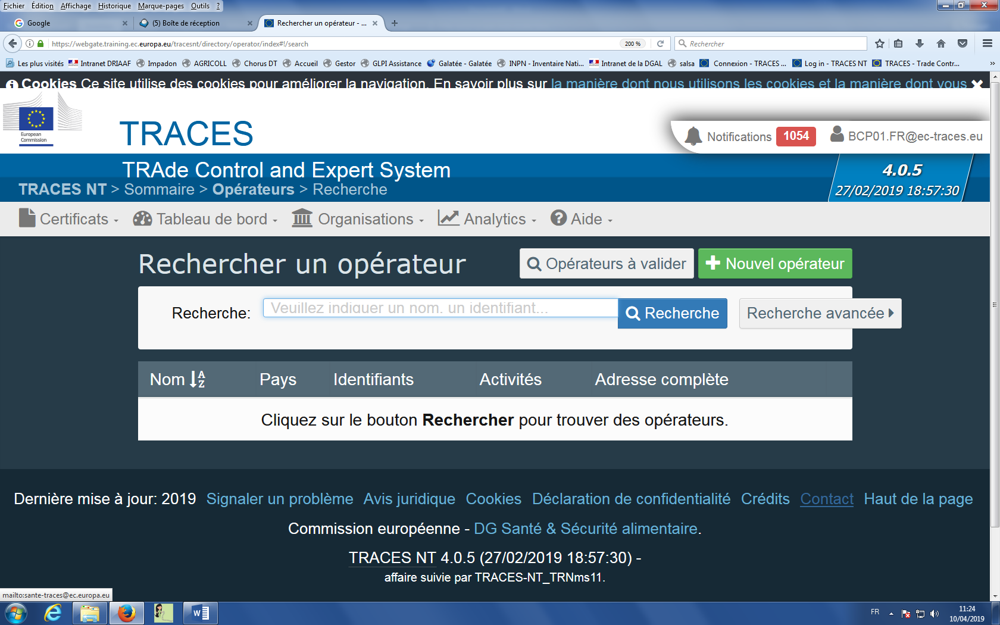 Fichier Édition Affichage Historique Marque-pages Outils ?
Google (5) Boîte de réception Rechercher un opérateur - ...
https://webgate.training.ec.europa.eu/tracesnt/directory/operator/index#!/search 200 % Rechercher
Les plus visités Intranet DRIAAF Impadon AGRICOLL Chorus DT Accueil Gestor GLPI Assistance Galatée - Galatée INPN - Inventaire Nati... Intranet de la DGAL salsa Connexion - TRACES ... Log in - TRACES NT TRACES - Trade Contr... »
Cookies Ce site utilise des cookies pour améliorer la navigation. En savoir plus sur la manière dont nous utilisons les cookies et la manière dont vous
European
Commission
TRACES
Notifications 1054 BCP01.FR@ec-traces.eu
TRAde Control and Expert System
4.0.5
TRACES NT > Sommaire > Opérateurs > Recherche
27/02/2019 18:57:30
Certificats Tableau de bord Organisations Analytics Aide
Rechercher un opérateur Opérateurs à valider Nouvel opérateur
Recherche: Veuillez indiquer un nom, un identifiant... Recherche Recherche avancée
Nom Pays Identifiants Activités Adresse complète
Cliquez sur le bouton Rechercher pour trouver des opérateurs.
Dernière mise à jour: 2019 Signaler un problème Avis juridique Cookies Déclaration de confidentialité Crédits Contact Haut de la page
Commission européenne - DG Santé & Sécurité alimentaire.
TRACES NT 4.0.5 (27/02/2019 18:57:30) -
affaire suivie par TRACES-NT_TRNms11.
mailto:sante-traces@ec.europa.eu
FR 11:24
10/04/2019